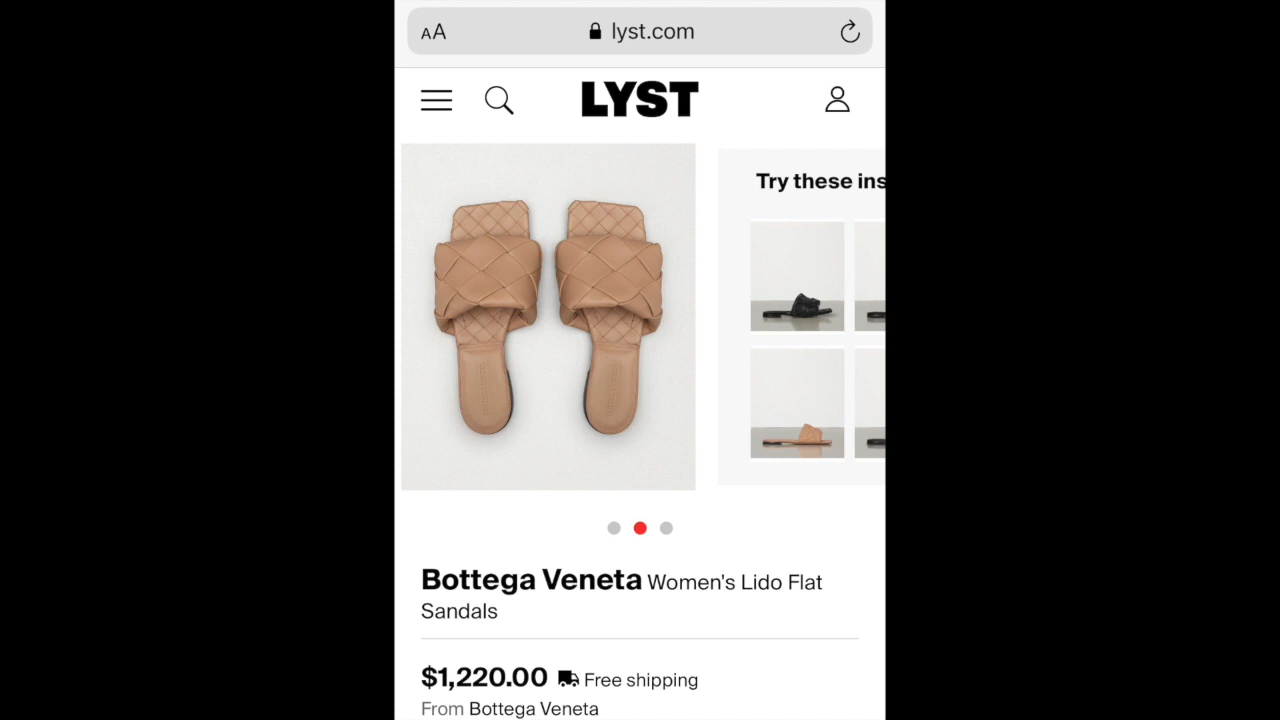 AA lyst.com
LYST
Try these ins
Bottega Veneta Women's Lido Flat
Sandals
$1,220.00 Free shipping
From Bottega Veneta